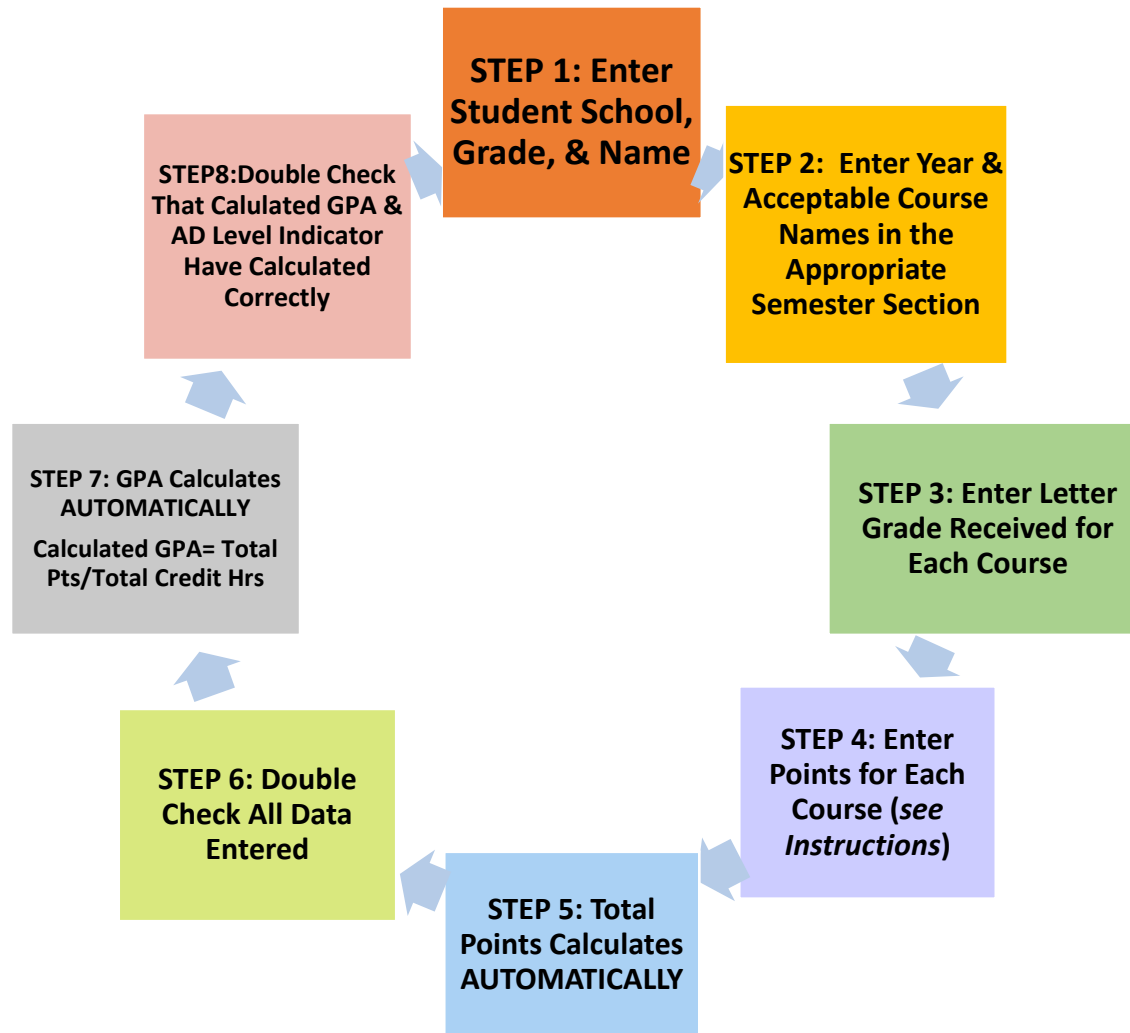 STEP 1: Enter
Student School,
Grade, & Name
STEP 2:  Enter Year &
Acceptable Course
Names in the
Appropriate
Semester Section
STEP 3: Enter Letter
Grade Received for
Each Course
STEP 4: Enter
Points for Each
Course (see
Instructions)
STEP 5: Total
Points Calculates
AUTOMATICALLY
STEP 6: Double
Check All Data
Entered
STEP 7: GPA Calculates
AUTOMATICALLY
Calculated GPA= Total
Pts/Total Credit Hrs
STEP8:Double Check
That Calulated GPA &
AD Level Indicator
Have Calculated
Correctly